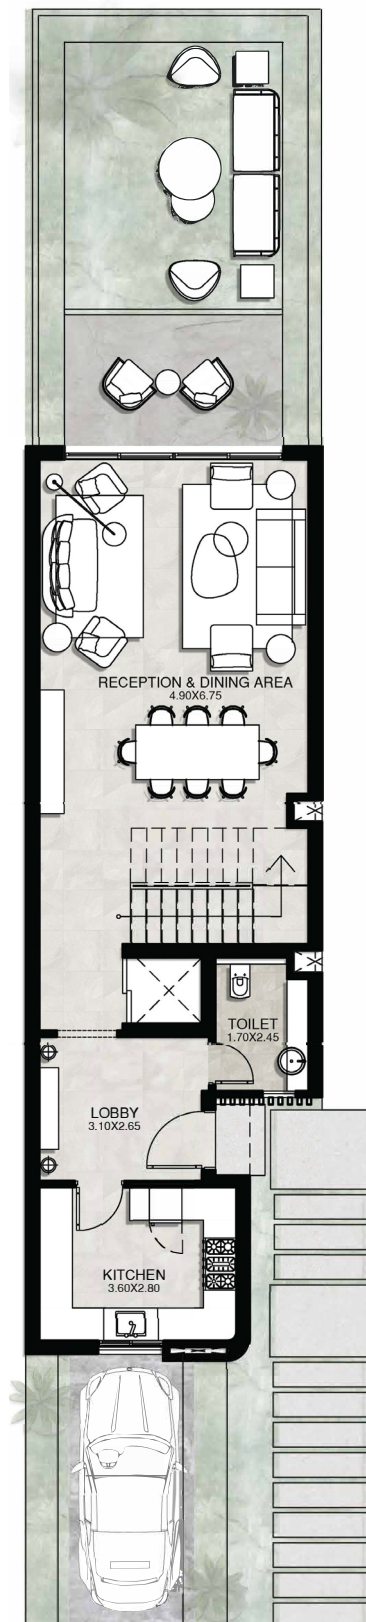 RECEPTION & DINING AREA
4.90X6.75
TOILET
1.70X2.45
LOBBY
3.10X2.65
KITCHEN
3.60X2.80